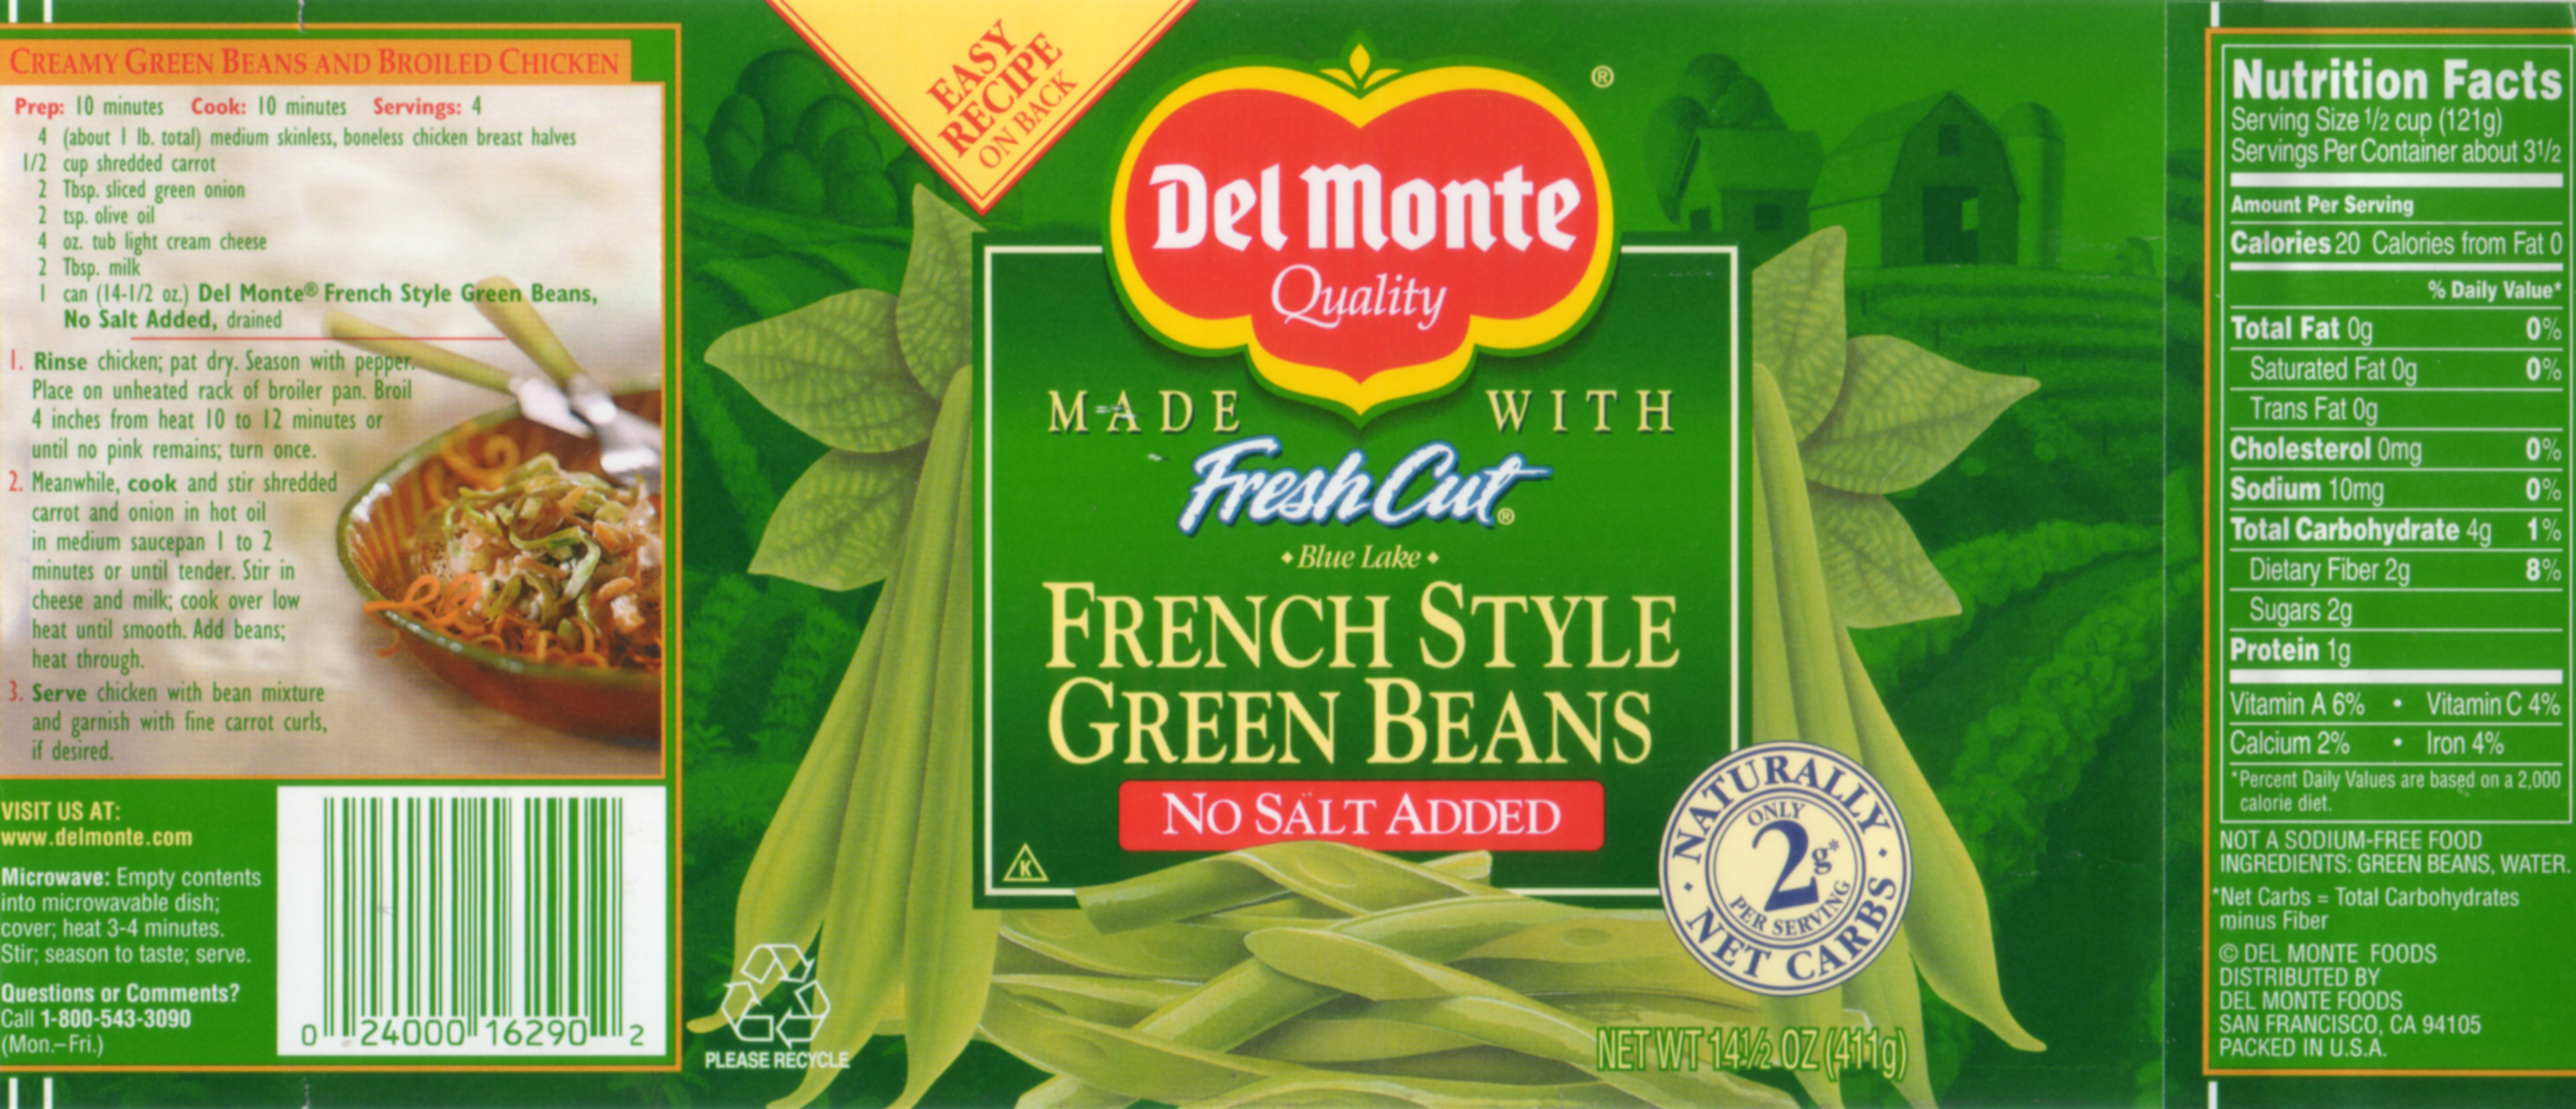 CREAMY GREEN BEANS AND BROILED CHICKEN
Prep: 10 minutes Cook: 10 minutes Servings: 4
4 (about 1 lb. total) medium skinless, boneless chicken breast halves
1/2 cup shredded carrot
2 Tbsp. sliced green onion
2 tsp. olive oil
4 oz. tub light cream cheese
2 Tbsp. milk
1 can (14-1/2 oz.) Del Monte® French Style Green Beans,
No Salt Added, drained
1. Rinse chicken; pat dry. Season with pepper.
Place on unheated rack of broiler pan. Broil
4 inches from heat 10 to 12 minutes or
until no pink remains; turn once.
2. Meanwhile, cook and stir shredded
carrot and onion in hot oil
in medium saucepan 1 to 2
minutes or until tender. Stir in
cheese and milk; cook over low
heat until smooth. Add beans;
heat through.
3. Serve chicken with bean mixture
and garnish with fine carrot curls,
if desired.
VISIT US AT:
www.delmonte.com
Microwave: Empty contents
into microwavable dish;
cover; heat 3-4 minutes.
Stir; season to taste; serve.
Questions or Comments?
Call 1-800-543-3090
(Mon.–Fri.)
0 24000 16290 2
EASY
RECIPE
ON BACK
®
Del Monte
Quality
MADE WITH
Fresh Cut®
• Blue Lake •
FRENCH STYLE
GREEN BEANS
NO SALT ADDED
K
NATURALLY
ONLY
2g*
PER SERVING
NET CARBS
PLEASE RECYCLE
NET WT 14½ OZ (411g)
Nutrition Facts
Serving Size 1/2 cup (121g)
Servings Per Container about 31/2
Amount Per Serving
Calories 20 Calories from Fat 0
% Daily Value*
Total Fat 0g 0%
Saturated Fat 0g 0%
Trans Fat 0g
Cholesterol 0mg 0%
Sodium 10mg 0%
Total Carbohydrate 4g 1%
Dietary Fiber 2g 8%
Sugars 2g
Protein 1g
Vitamin A 6% • Vitamin C 4%
Calcium 2% • Iron 4%
*Percent Daily Values are based on a 2,000
calorie diet.
NOT A SODIUM-FREE FOOD
INGREDIENTS: GREEN BEANS, WATER.
*Net Carbs = Total Carbohydrates
minus Fiber
© DEL MONTE FOODS
DISTRIBUTED BY
DEL MONTE FOODS
SAN FRANCISCO, CA 94105
PACKED IN U.S.A.